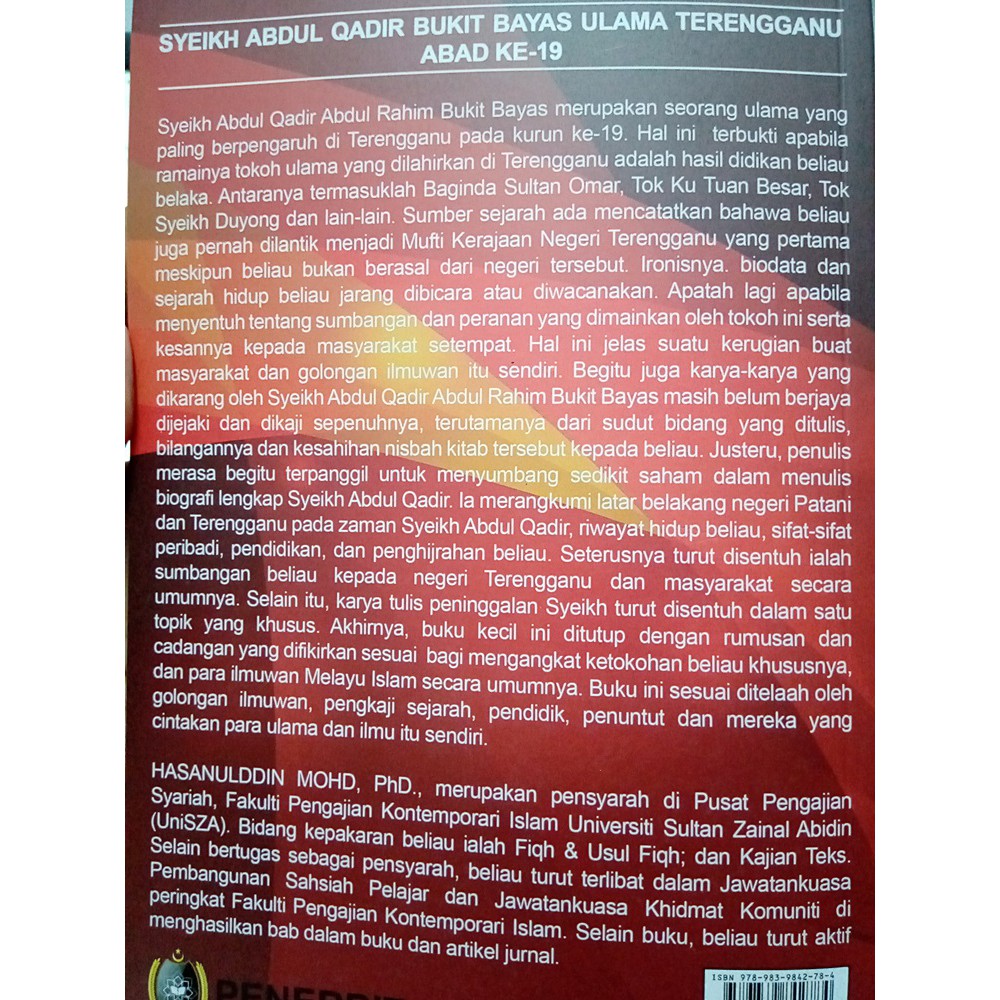 SYEIKH ABDUL QADIR BUKIT BAYAS ULAMA TERENGGANU
ABAD KE-19
Syeikh Abdul Qadir Abdul Rahim Bukit Bayas merupakan seorang ulama yang
paling berpengaruh di Terengganu pada kurun ke-19. Hal ini terbukti apabila
ramainya tokoh ulama yang dilahirkan di Terengganu adalah hasil didikan beliau
belaka. Antaranya termasuklah Baginda Sultan Omar, Tok Ku Tuan Besar, Tok
Syeikh Duyong dan lain-lain. Sumber sejarah ada mencatatkan bahawa beliau
juga pernah dilantik menjadi Mufti Kerajaan Negeri Terengganu yang pertama
meskipun beliau bukan berasal dari negeri tersebut. Ironisnya. biodata dan
sejarah hidup beliau jarang dibicara atau diwacanakan. Apatah lagi apabila
menyentuh tentang sumbangan dan peranan yang dimainkan oleh tokoh ini serta
kesannya kepada masyarakat setempat. Hal ini jelas suatu kerugian buat
masyarakat dan golongan ilmuwan itu sendiri. Begitu juga karya-karya yang
dikarang oleh Syeikh Abdul Qadir Abdul Rahim Bukit Bayas masih belum berjaya
dijejaki dan dikaji sepenuhnya, terutamanya dari sudut bidang yang ditulis,
bilangannya dan kesahihan nisbah kitab tersebut kepada beliau. Justeru, penulis
merasa begitu terpanggil untuk menyumbang sedikit saham dalam menulis
biografi lengkap Syeikh Abdul Qadir. Ia merangkumi latar belakang negeri Patani
dan Terengganu pada zaman Syeikh Abdul Qadir, riwayat hidup beliau, sifat-sifat
peribadi, pendidikan, dan penghijrahan beliau. Seterusnya turut disentuh ialah
sumbangan beliau kepada negeri Terengganu dan masyarakat secara
umumnya. Selain itu, karya tulis peninggalan Syeikh turut disentuh dalam satu
topik yang khusus. Akhirnya, buku kecil ini ditutup dengan rumusan dan
cadangan yang difikirkan sesuai bagi mengangkat ketokohan beliau khususnya,
dan para ilmuwan Melayu Islam secara umumnya. Buku ini sesuai ditelaah oleh
golongan ilmuwan, pengkaji sejarah, pendidik, penuntut dan mereka yang
cintakan para ulama dan ilmu itu sendiri.
HASANULDDIN MOHD, PhD., merupakan pensyarah di Pusat Pengajian
Syariah, Fakulti Pengajian Kontemporari Islam Universiti Sultan Zainal Abidin
(UniSZA). Bidang kepakaran beliau ialah Fiqh & Usul Fiqh; dan Kajian Teks.
Selain bertugas sebagai pensyarah, beliau turut terlibat dalam Jawatankuasa
Pembangunan Sahsiah Pelajar dan Jawatankuasa Khidmat Komuniti di
peringkat Fakulti Pengajian Kontemporari Islam. Selain buku, beliau turut aktif
menghasilkan bab dalam buku dan artikel jurnal.
ISBN 978-983-9842-78-4